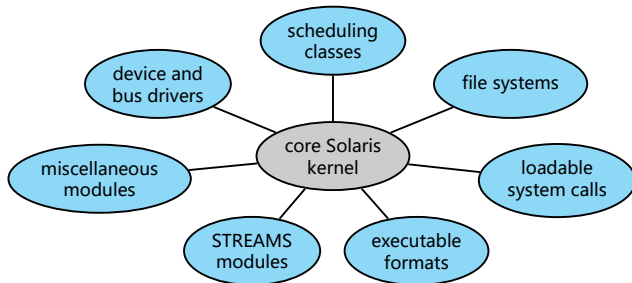 scheduling
classes
device and
bus drivers
file systems
core Solaris
kernel
miscellaneous
modules
loadable
system calls
STREAMS
modules
executable
formats